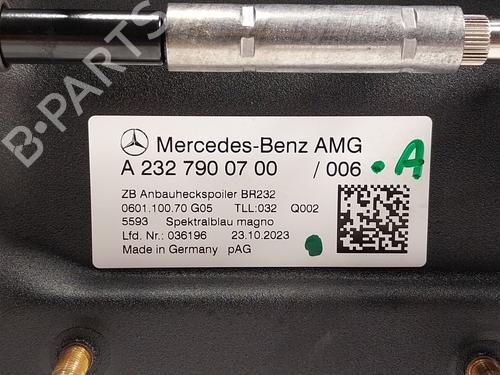 B-PARTS
Mercedes-Benz AMG
A 232 790 07 00 / 006 .A
ZB Anbauheckspoiler BR232
0601.100.70 G05 TLL:032 Q002
5593 Spektralblau magno
Lfd. Nr.: 036196 23.10.2023
Made in Germany pAG